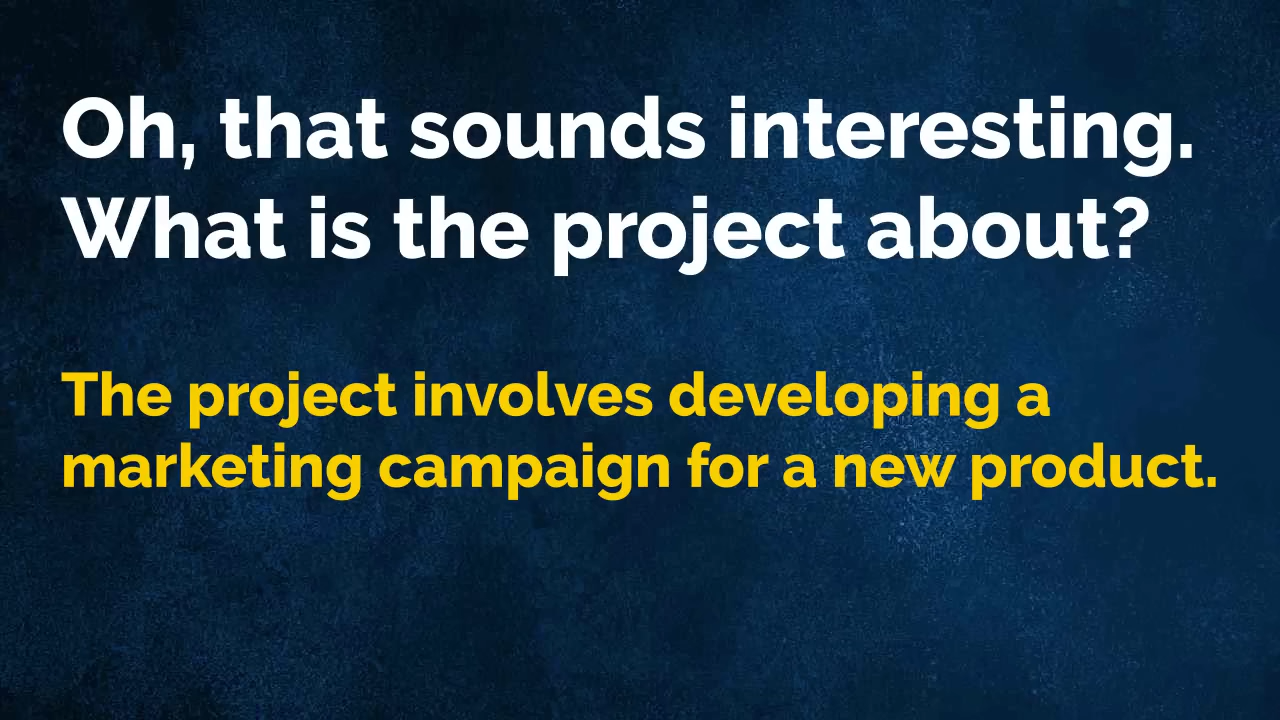 Oh, that sounds interesting.
What is the project about?
The project involves developing a
marketing campaign for a new product.